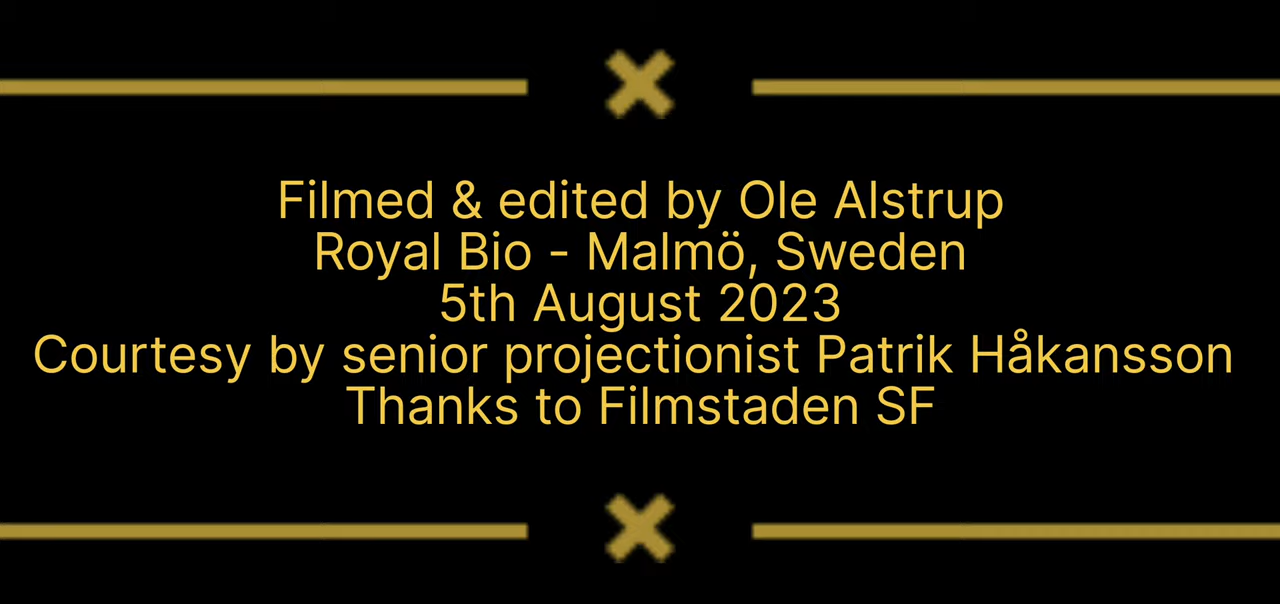 Filmed & edited by Ole Alstrup
Royal Bio - Malmö, Sweden
5th August 2023
Courtesy by senior projectionist Patrik Håkansson
Thanks to Filmstaden SF